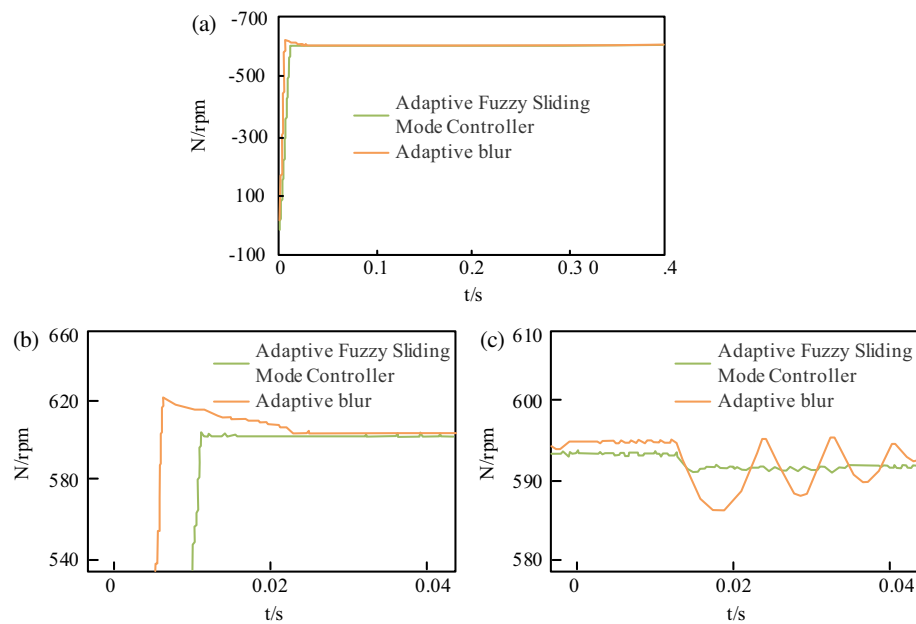 (a)
-700
-500
-300
100
-100
N/rpm
Adaptive Fuzzy Sliding
Mode Controller
Adaptive blur
0
0.1
0.2
0.3 0
.4
t/s
(b)
660
620
580
540
N/rpm
Adaptive Fuzzy Sliding
Mode Controller
Adaptive blur
0
0.02
0.04
t/s
(c)
610
600
590
580
N/rpm
Adaptive Fuzzy Sliding
Mode Controller
Adaptive blur
0
0.02
0.04
t/s